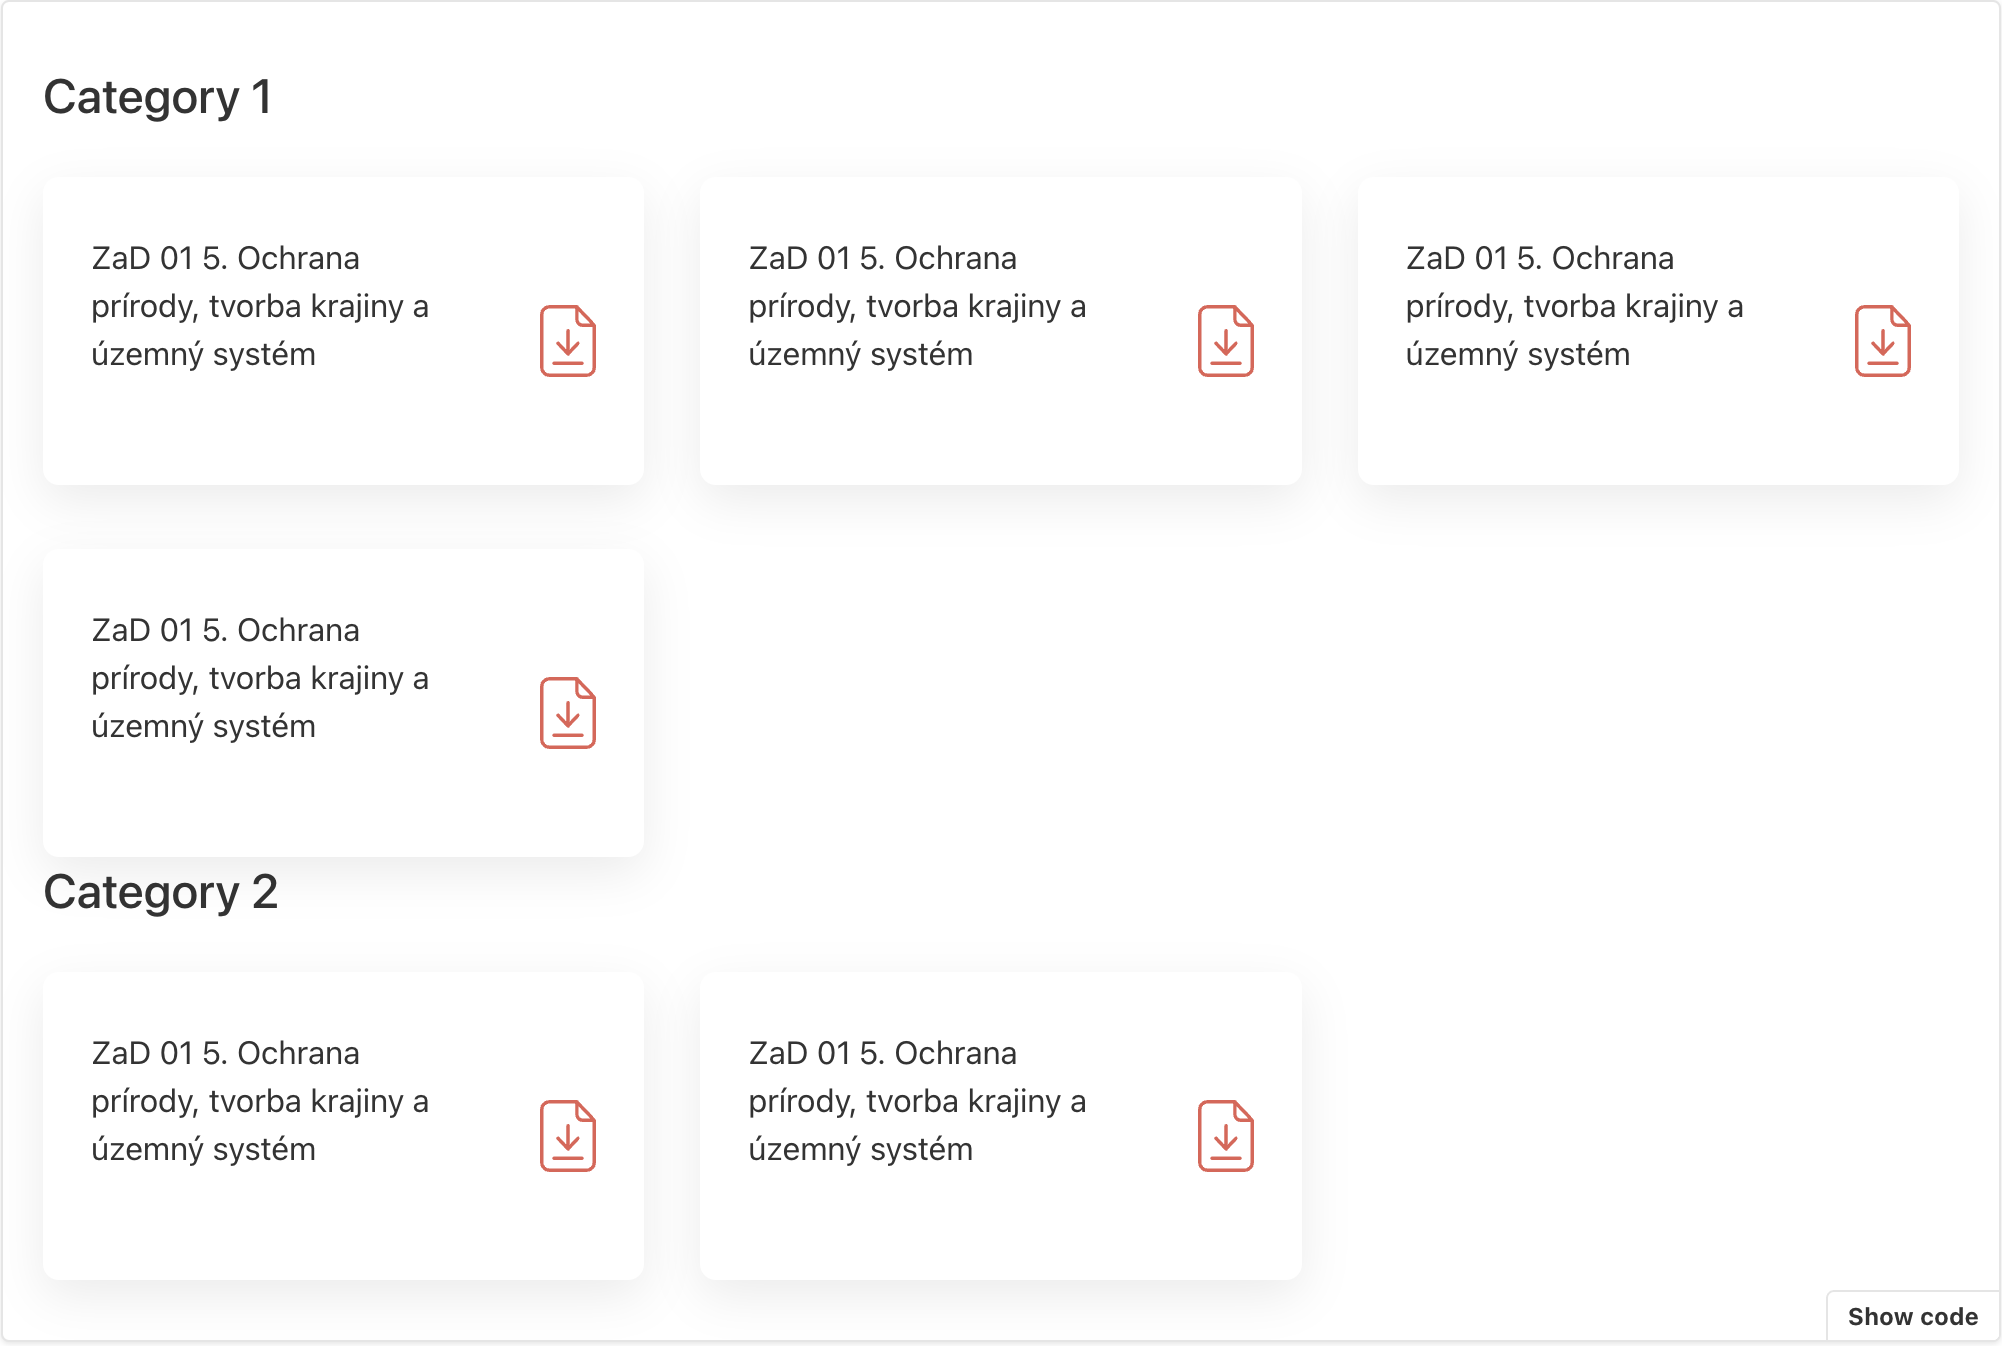 Category 1
ZaD 01 5. Ochrana
prírody, tvorba krajiny a
územný systém
ZaD 01 5. Ochrana
prírody, tvorba krajiny a
územný systém
ZaD 01 5. Ochrana
prírody, tvorba krajiny a
územný systém
ZaD 01 5. Ochrana
prírody, tvorba krajiny a
územný systém
Category 2
ZaD 01 5. Ochrana
prírody, tvorba krajiny a
územný systém
ZaD 01 5. Ochrana
prírody, tvorba krajiny a
územný systém
Show code